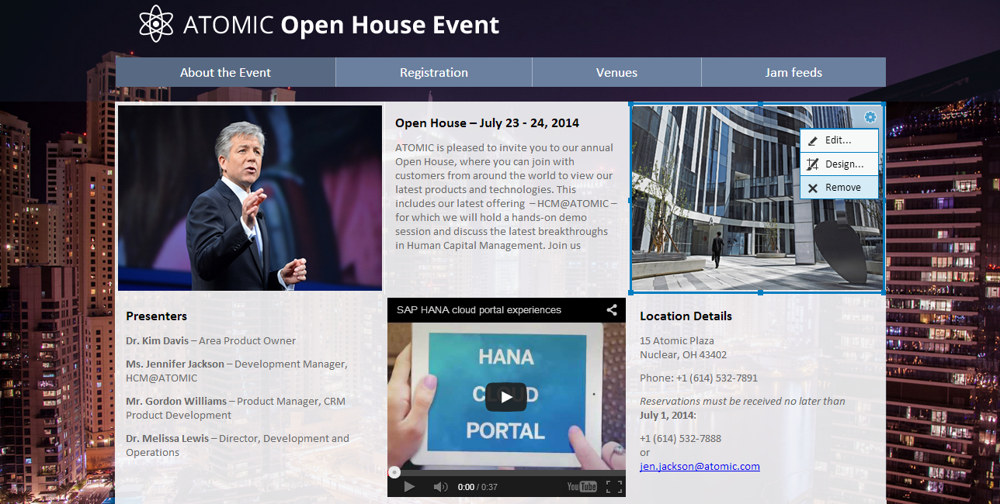 ATOMIC Open House Event
About the Event
Registration
Venues
Jam feeds
Open House – July 23 - 24, 2014
ATOMIC is pleased to invite you to our annual
Open House, where you can join with
customers from around the world to view our
latest products and technologies. This
includes our latest offering – HCM@ATOMIC –
for which we will hold a hands-on demo
session and discuss the latest breakthroughs
in Human Capital Management. Join us
Edit...
Design...
Remove
Presenters
Dr. Kim Davis – Area Product Owner
Ms. Jennifer Jackson – Development Manager,
HCM@ATOMIC
Mr. Gordon Williams – Product Manager, CRM
Product Development
Dr. Melissa Lewis – Director, Development and
Operations
SAP HANA cloud portal experiences
HANA
CLOUD
PORTAL
0:00 / 0:37
YouTube
Location Details
15 Atomic Plaza
Nuclear, OH 43402
Phone: +1 (614) 532-7891
Reservations must be received no later than
July 1, 2014:
+1 (614) 532-7888
or
jen.jackson@atomic.com